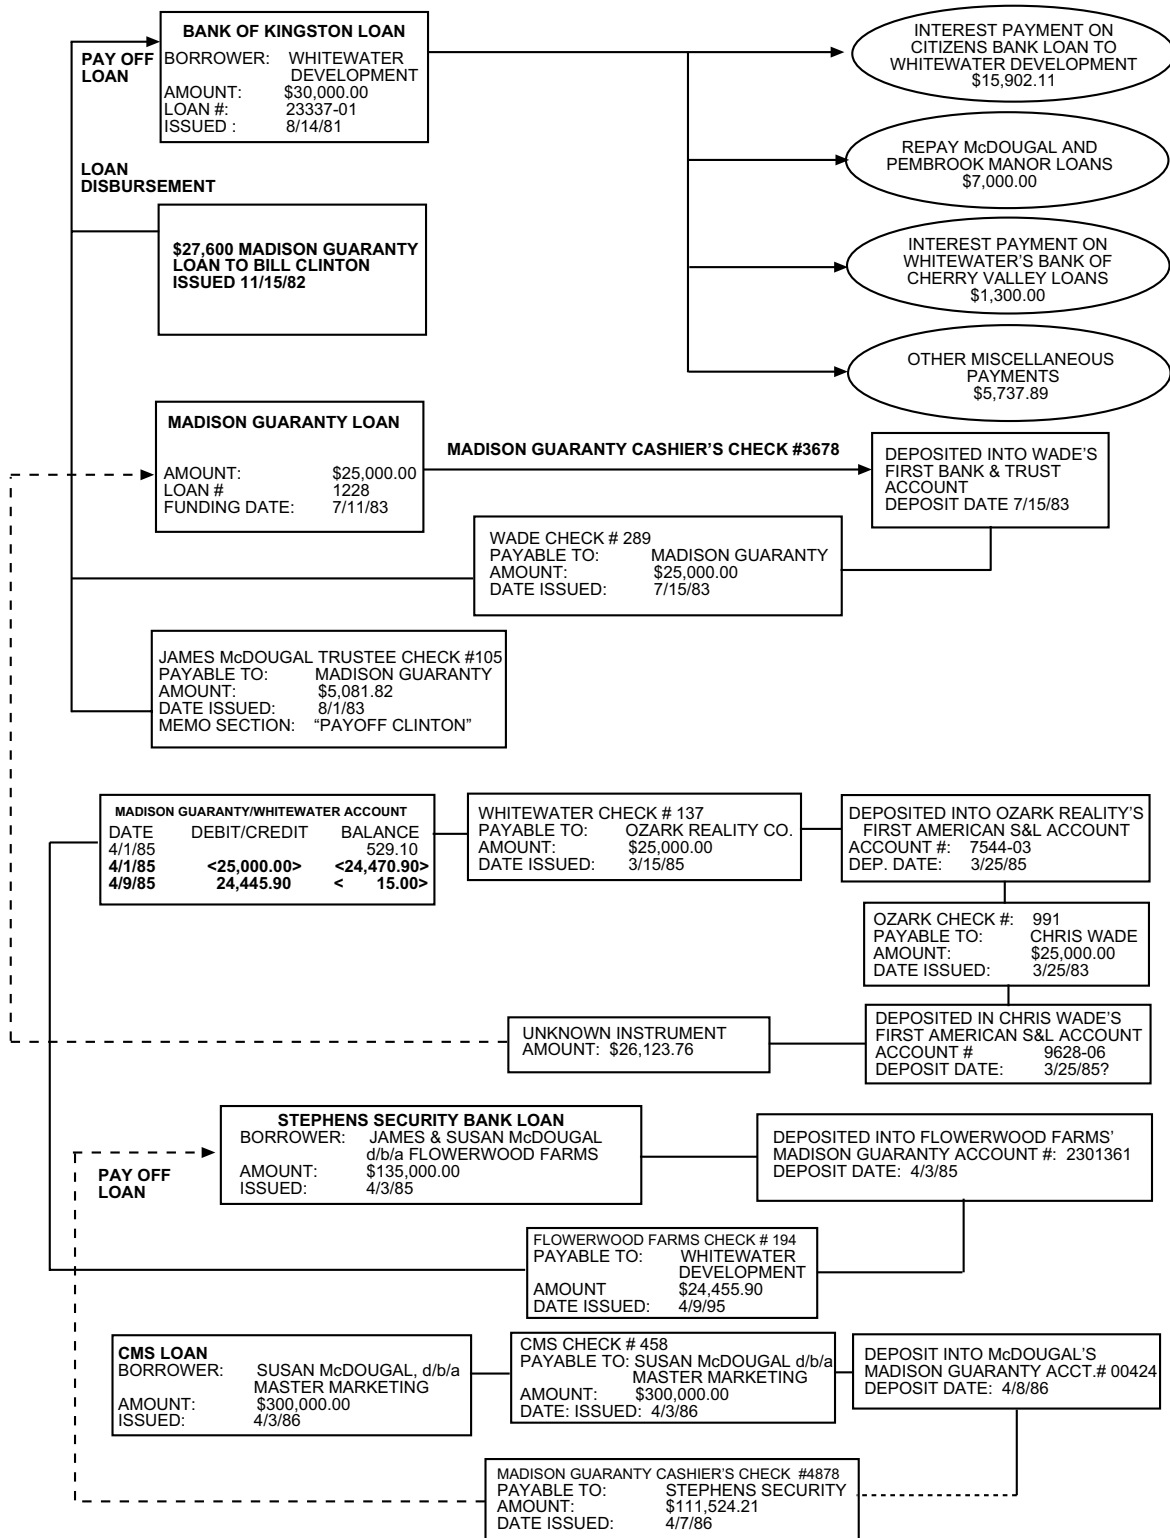 BANK OF KINGSTON LOAN
BORROWER: WHITEWATER
DEVELOPMENT
AMOUNT: $30,000.00
LOAN #: 23337-01
ISSUED : 8/14/81
PAY OFF
LOAN
INTEREST PAYMENT ON
CITIZENS BANK LOAN TO
WHITEWATER DEVELOPMENT
$15,902.11
REPAY McDOUGAL AND
PEMBROOK MANOR LOANS
$7,000.00
INTEREST PAYMENT ON
WHITEWATER'S BANK OF
CHERRY VALLEY LOANS
$1,300.00
OTHER MISCELLANEOUS
PAYMENTS
$5,737.89
LOAN
DISBURSEMENT
$27,600 MADISON GUARANTY
LOAN TO BILL CLINTON
ISSUED 11/15/82
MADISON GUARANTY LOAN
AMOUNT: $25,000.00
LOAN # 1228
FUNDING DATE: 7/11/83
MADISON GUARANTY CASHIER'S CHECK #3678
DEPOSITED INTO WADE'S
FIRST BANK & TRUST
ACCOUNT
DEPOSIT DATE 7/15/83
WADE CHECK # 289
PAYABLE TO: MADISON GUARANTY
AMOUNT: $25,000.00
DATE ISSUED: 7/15/83
JAMES McDOUGAL TRUSTEE CHECK #105
PAYABLE TO: MADISON GUARANTY
AMOUNT: $5,081.82
DATE ISSUED: 8/1/83
MEMO SECTION: “PAYOFF CLINTON”
MADISON GUARANTY/WHITEWATER ACCOUNT
DATE DEBIT/CREDIT BALANCE
4/1/85 529.10
4/1/85 <25,000.00> <24,470.90>
4/9/85 24,445.90 < 15.00>
WHITEWATER CHECK # 137
PAYABLE TO: OZARK REALITY CO.
AMOUNT: $25,000.00
DATE ISSUED: 3/15/85
DEPOSITED INTO OZARK REALITY'S
FIRST AMERICAN S&L ACCOUNT
ACCOUNT #: 7544-03
DEP. DATE: 3/25/85
OZARK CHECK #: 991
PAYABLE TO: CHRIS WADE
AMOUNT: $25,000.00
DATE ISSUED: 3/25/83
DEPOSITED IN CHRIS WADE'S
FIRST AMERICAN S&L ACCOUNT
ACCOUNT # 9628-06
DEPOSIT DATE: 3/25/85?
UNKNOWN INSTRUMENT
AMOUNT: $26,123.76
STEPHENS SECURITY BANK LOAN
BORROWER: JAMES & SUSAN McDOUGAL
d/b/a FLOWERWOOD FARMS
AMOUNT: $135,000.00
ISSUED: 4/3/85
PAY OFF
LOAN
DEPOSITED INTO FLOWERWOOD FARMS'
MADISON GUARANTY ACCOUNT #: 2301361
DEPOSIT DATE: 4/3/85
FLOWERWOOD FARMS CHECK # 194
PAYABLE TO: WHITEWATER
DEVELOPMENT
AMOUNT $24,455.90
DATE ISSUED: 4/9/95
CMS LOAN
BORROWER: SUSAN McDOUGAL, d/b/a
MASTER MARKETING
AMOUNT: $300,000.00
ISSUED: 4/3/86
CMS CHECK # 458
PAYABLE TO: SUSAN McDOUGAL d/b/a
MASTER MARKETING
AMOUNT: $300,000.00
DATE: ISSUED: 4/3/86
DEPOSIT INTO McDOUGAL'S
MADISON GUARANTY ACCT.# 00424
DEPOSIT DATE: 4/8/86
MADISON GUARANTY CASHIER'S CHECK #4878
PAYABLE TO: STEPHENS SECURITY
AMOUNT: $111,524.21
DATE ISSUED: 4/7/86